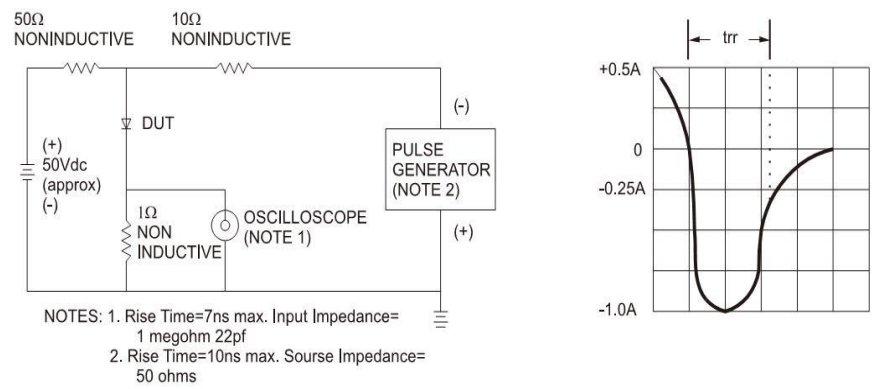 50Ω
NONINDUCTIVE
10Ω
NONINDUCTIVE
DUT
(+)
50Vdc
(approx)
(-)
1Ω
NON
INDUCTIVE
OSCILLOSCOPE
(NOTE 1)
(-)
PULSE
GENERATOR
(NOTE 2)
(+)
NOTES: 1. Rise Time=7ns max. Input Impedance=
1 megohm 22pf
2. Rise Time=10ns max. Sourse Impedance=
50 ohms
trr
+0.5A
0
-0.25A
-1.0A